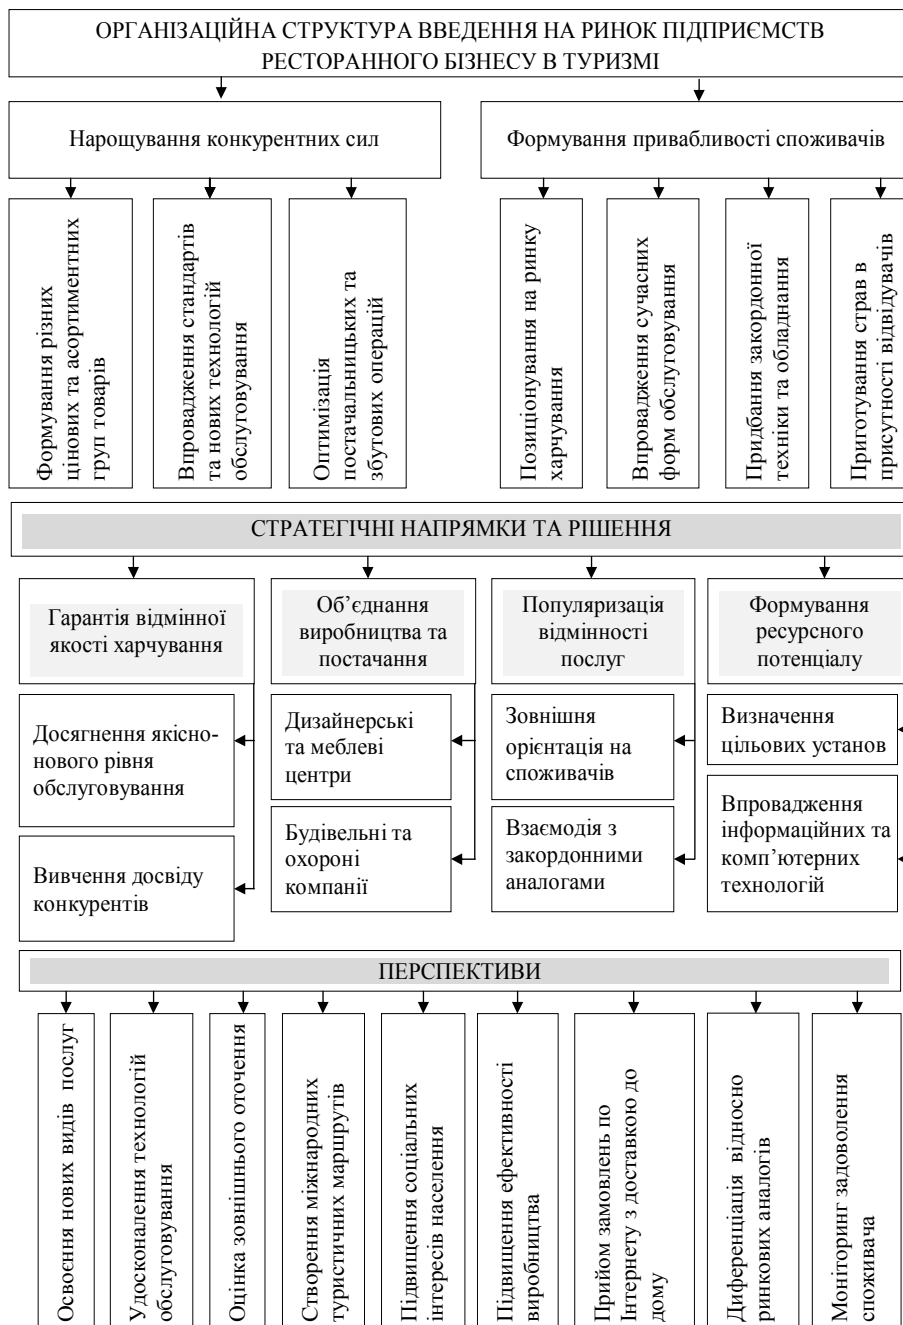 ОРГАНІЗАЦІЙНА СТРУКТУРА ВВЕДЕННЯ НА РИНОК ПІДПРИЄМСТВ
РЕСТОРАННОГО БІЗНЕСУ В ТУРИЗМІ
Нарощування конкурентних сил
Формування привабливості споживачів
Формування різних
цінових та асортиментних
груп товарів
Впровадження стандартів
та нових технологій
обслуговування
Оптимізація
постачальницьких та
збутових операцій
Позиціонування на ринку
харчування
Впровадження сучасних
форм обслуговування
Придбання закордонної
техніки та обладнання
Приготування страв в
присутності відвідувачів
СТРАТЕГІЧНІ НАПРЯМКИ ТА РІШЕННЯ
Гарантія відмінної
якості харчування
Об’єднання
виробництва та
постачання
Популяризація
відмінності
послуг
Формування
ресурсного
потенціалу
Досягнення якісно-
нового рівня
обслуговування
Дизайнерські
та меблеві
центри
Зовнішня
орієнтація на
споживачів
Визначення
цільових установ
Вивчення досвіду
конкурентів
Будівельні та
охороні
компанії
Взаємодія з
закордонними
аналогами
Впровадження
інформаційних та
комп’ютерних
технологій
ПЕРСПЕКТИВИ
Освоєння нових видів послуг
Удосконалення технологій
обслуговування
Оцінка зовнішнього оточення
Створення міжнародних
туристичних маршрутів
Підвищення соціальних
інтересів населення
Підвищення ефективності
виробництва
Прийом замовлень по
Інтернету з доставкою до
дому
Диференціація відносно
ринкових аналогів
Моніторинг задоволення
споживача